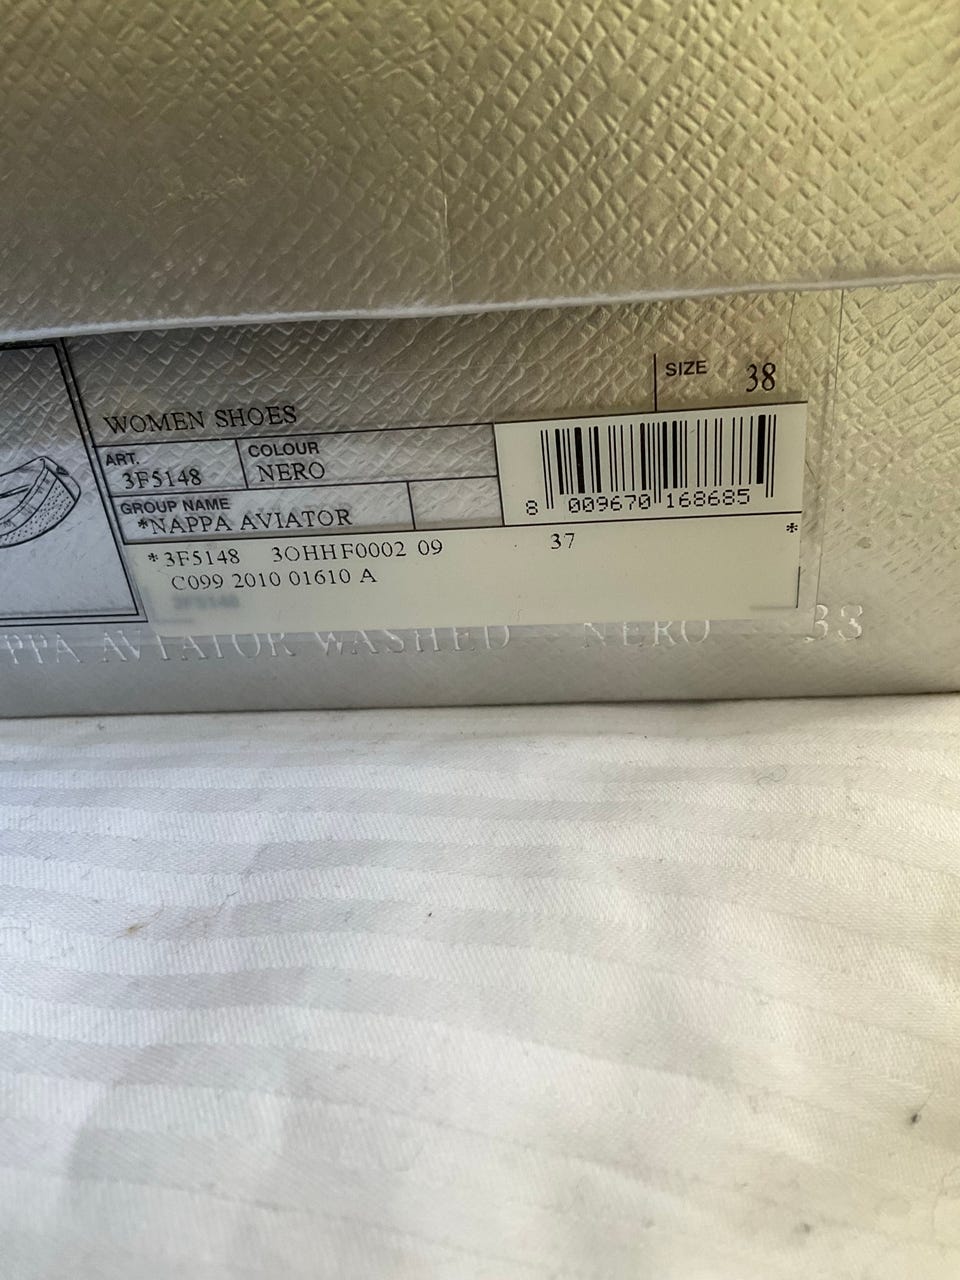 SIZE 38
WOMEN SHOES
ART. COLOUR
3F5148 NERO
GROUP NAME
*NAPPA AVIATOR
8 009670 168685
* 3F5148 3OHHF0002 09 37 *
C099 2010 01610 A
PPA AVIATOR WASHED NERO 38